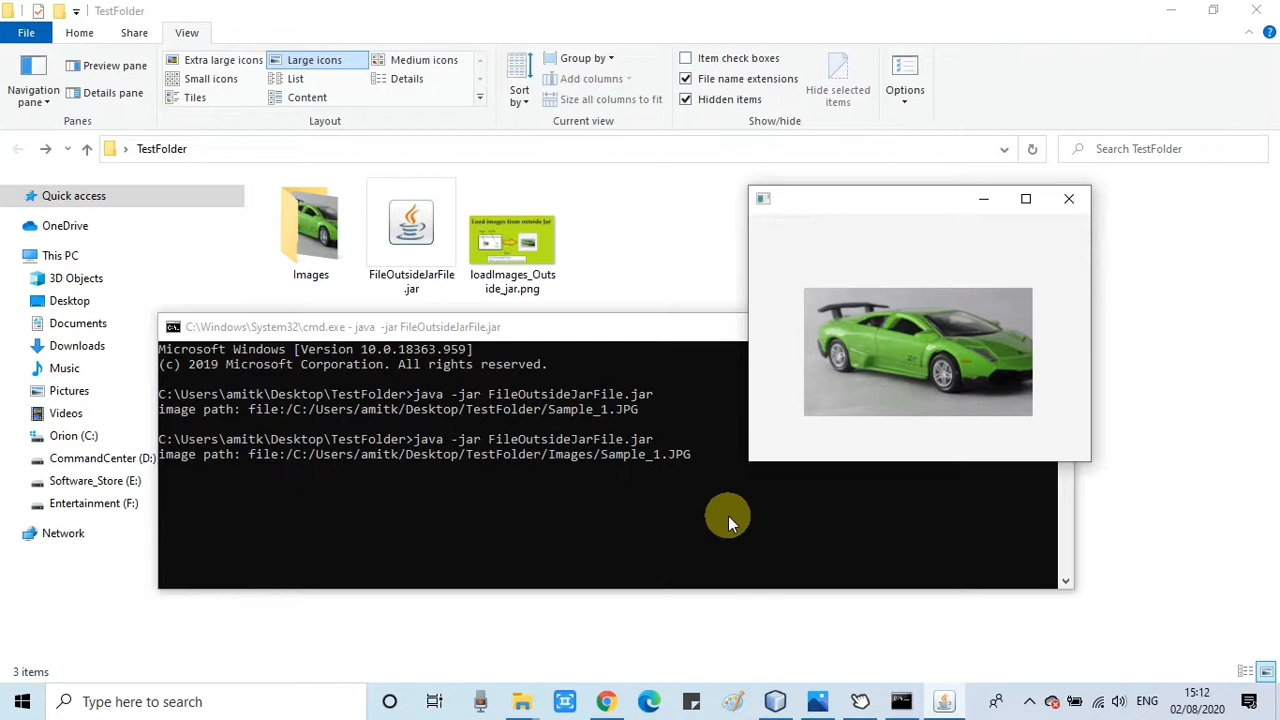 TestFolder
File Home Share View
Preview pane
Details pane
Navigation
pane
Panes
Extra large icons Large icons Medium icons
Small icons List Details
Tiles Content
Layout
Sort
by
Group by
Add columns
Size all columns to fit
Current view
Item check boxes
File name extensions
Hidden items
Hide selected
items
Show/hide
Options
TestFolder
Search TestFolder
Quick access
OneDrive
This PC
3D Objects
Desktop
Documents
Downloads
Music
Pictures
Videos
Orion (C:)
CommandCenter (D:)
Software_Store (E:)
Entertainment (F:)
Network
Load images from outside jar
Images
FileOutsideJarFile
.jar
loadImages_Outs
ide_jar.png
C:\Windows\System32\cmd.exe - java -jar FileOutsideJarFile.jar
Microsoft Windows [Version 10.0.18363.959]
(c) 2019 Microsoft Corporation. All rights reserved.
C:\Users\amitk\Desktop\TestFolder>java -jar FileOutsideJarFile.jar
image path: file:/C:/Users/amitk/Desktop/TestFolder/Sample_1.JPG
C:\Users\amitk\Desktop\TestFolder>java -jar FileOutsideJarFile.jar
image path: file:/C:/Users/amitk/Desktop/TestFolder/Images/Sample_1.JPG
3 items
Type here to search
ENG
15:12
02/08/2020